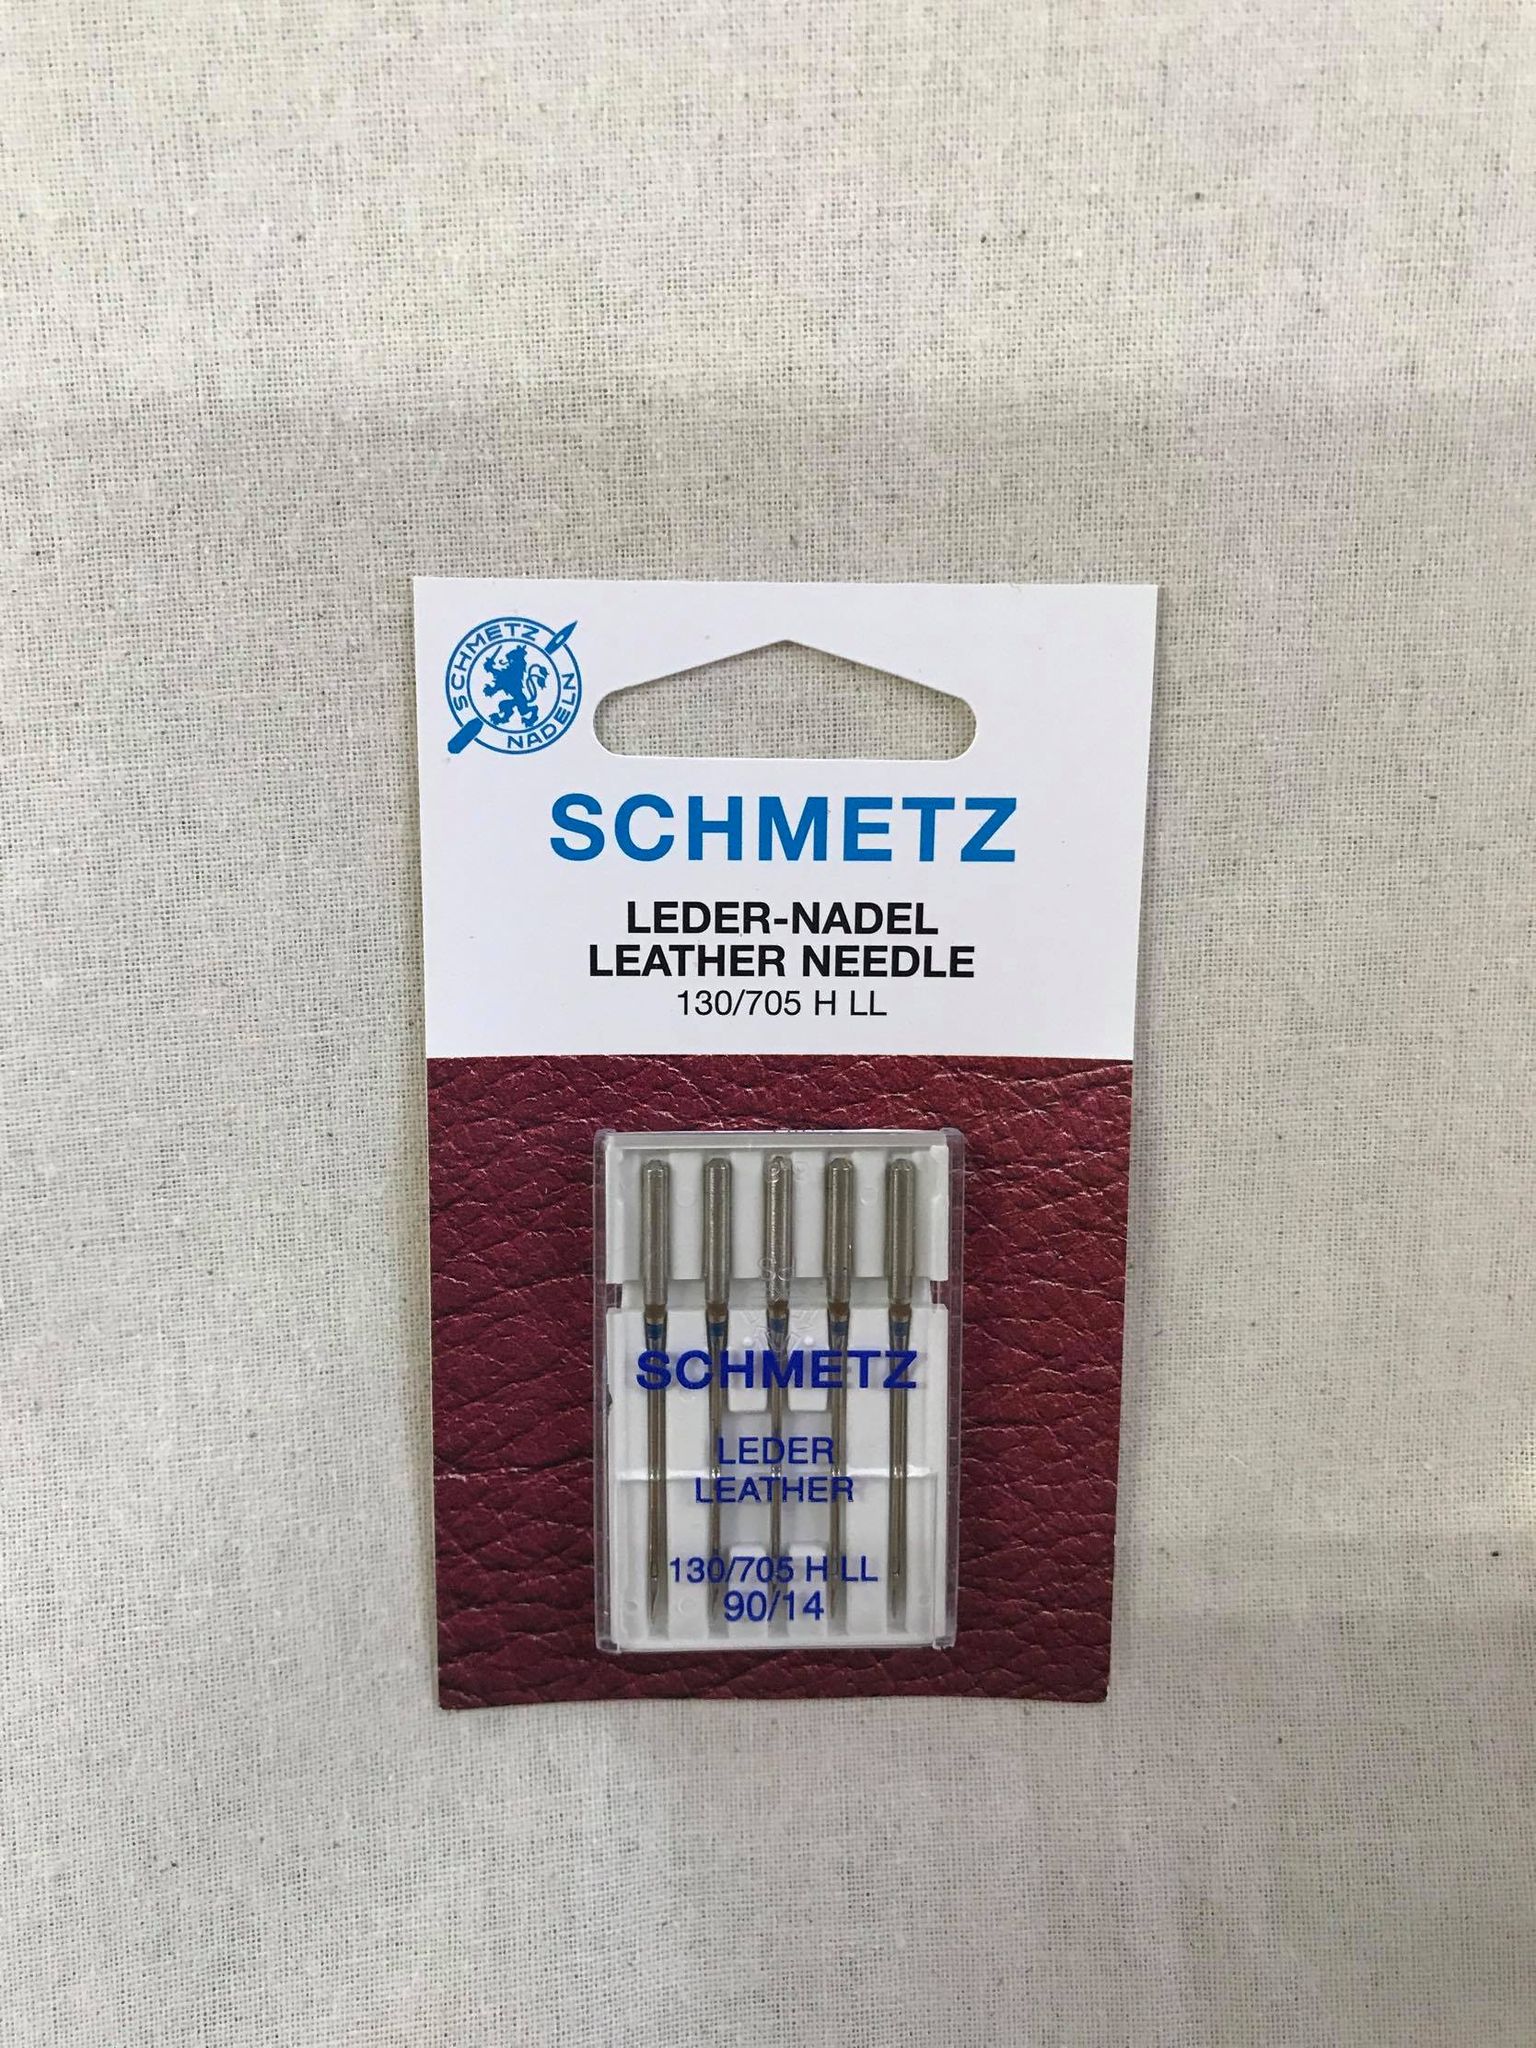 SCHMETZ
NADELN
SCHMETZ
LEDER-NADEL
LEATHER NEEDLE
130/705 H LL
SCHMETZ
LEDER
LEATHER
130/705 H LL
90/14